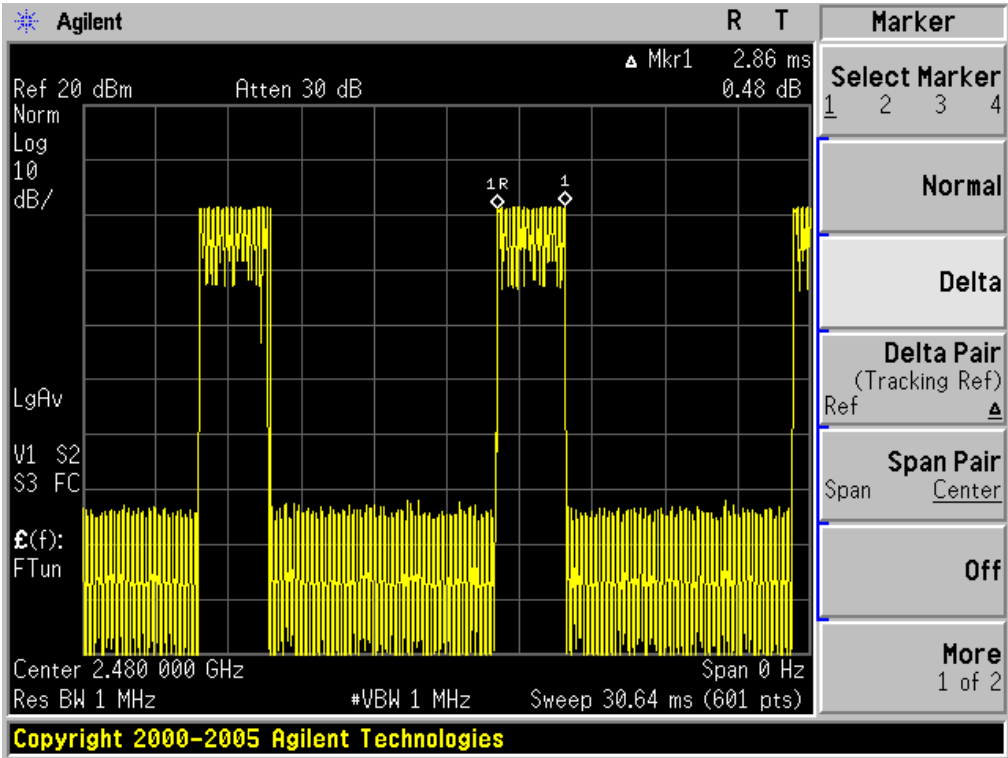 Agilent R T
Δ Mkr1 2.86 ms
Ref 20 dBm Atten 30 dB 0.48 dB
Norm
Log
10
dB/
1R 1
LgAv
V1 S2
S3 FC
£(f):
FTun
Center 2.480 000 GHz Span 0 Hz
Res BW 1 MHz #VBW 1 MHz Sweep 30.64 ms (601 pts)
Copyright 2000-2005 Agilent Technologies
Marker
Select Marker
1 2 3 4
Normal
Delta
Delta Pair
(Tracking Ref)
Ref Δ
Span Pair
Span Center
Off
More
1 of 2